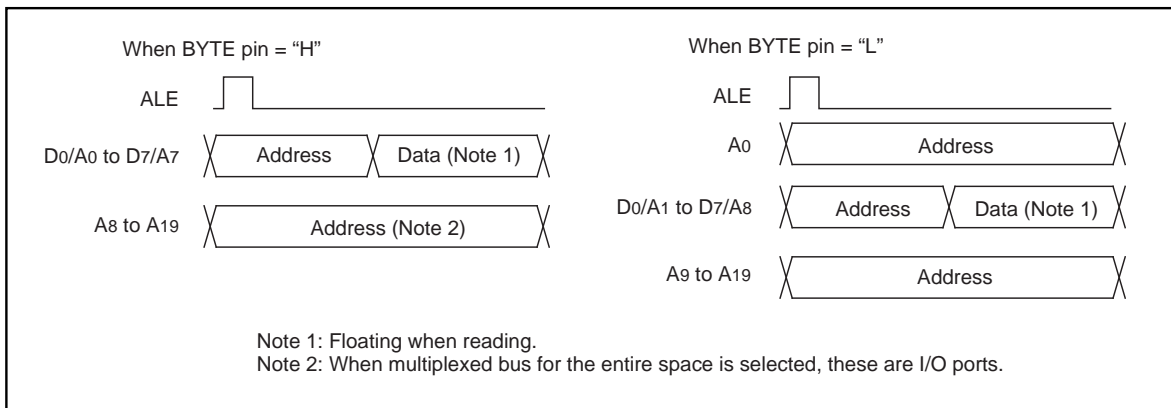 When BYTE pin = “H”
ALE
D0/A0 to D7/A7
Address
Data (Note 1)
A8 to A19
Address (Note 2)
When BYTE pin = “L”
ALE
A0
Address
D0/A1 to D7/A8
Address
Data (Note 1)
A9 to A19
Address
Note 1: Floating when reading.
Note 2: When multiplexed bus for the entire space is selected, these are I/O ports.